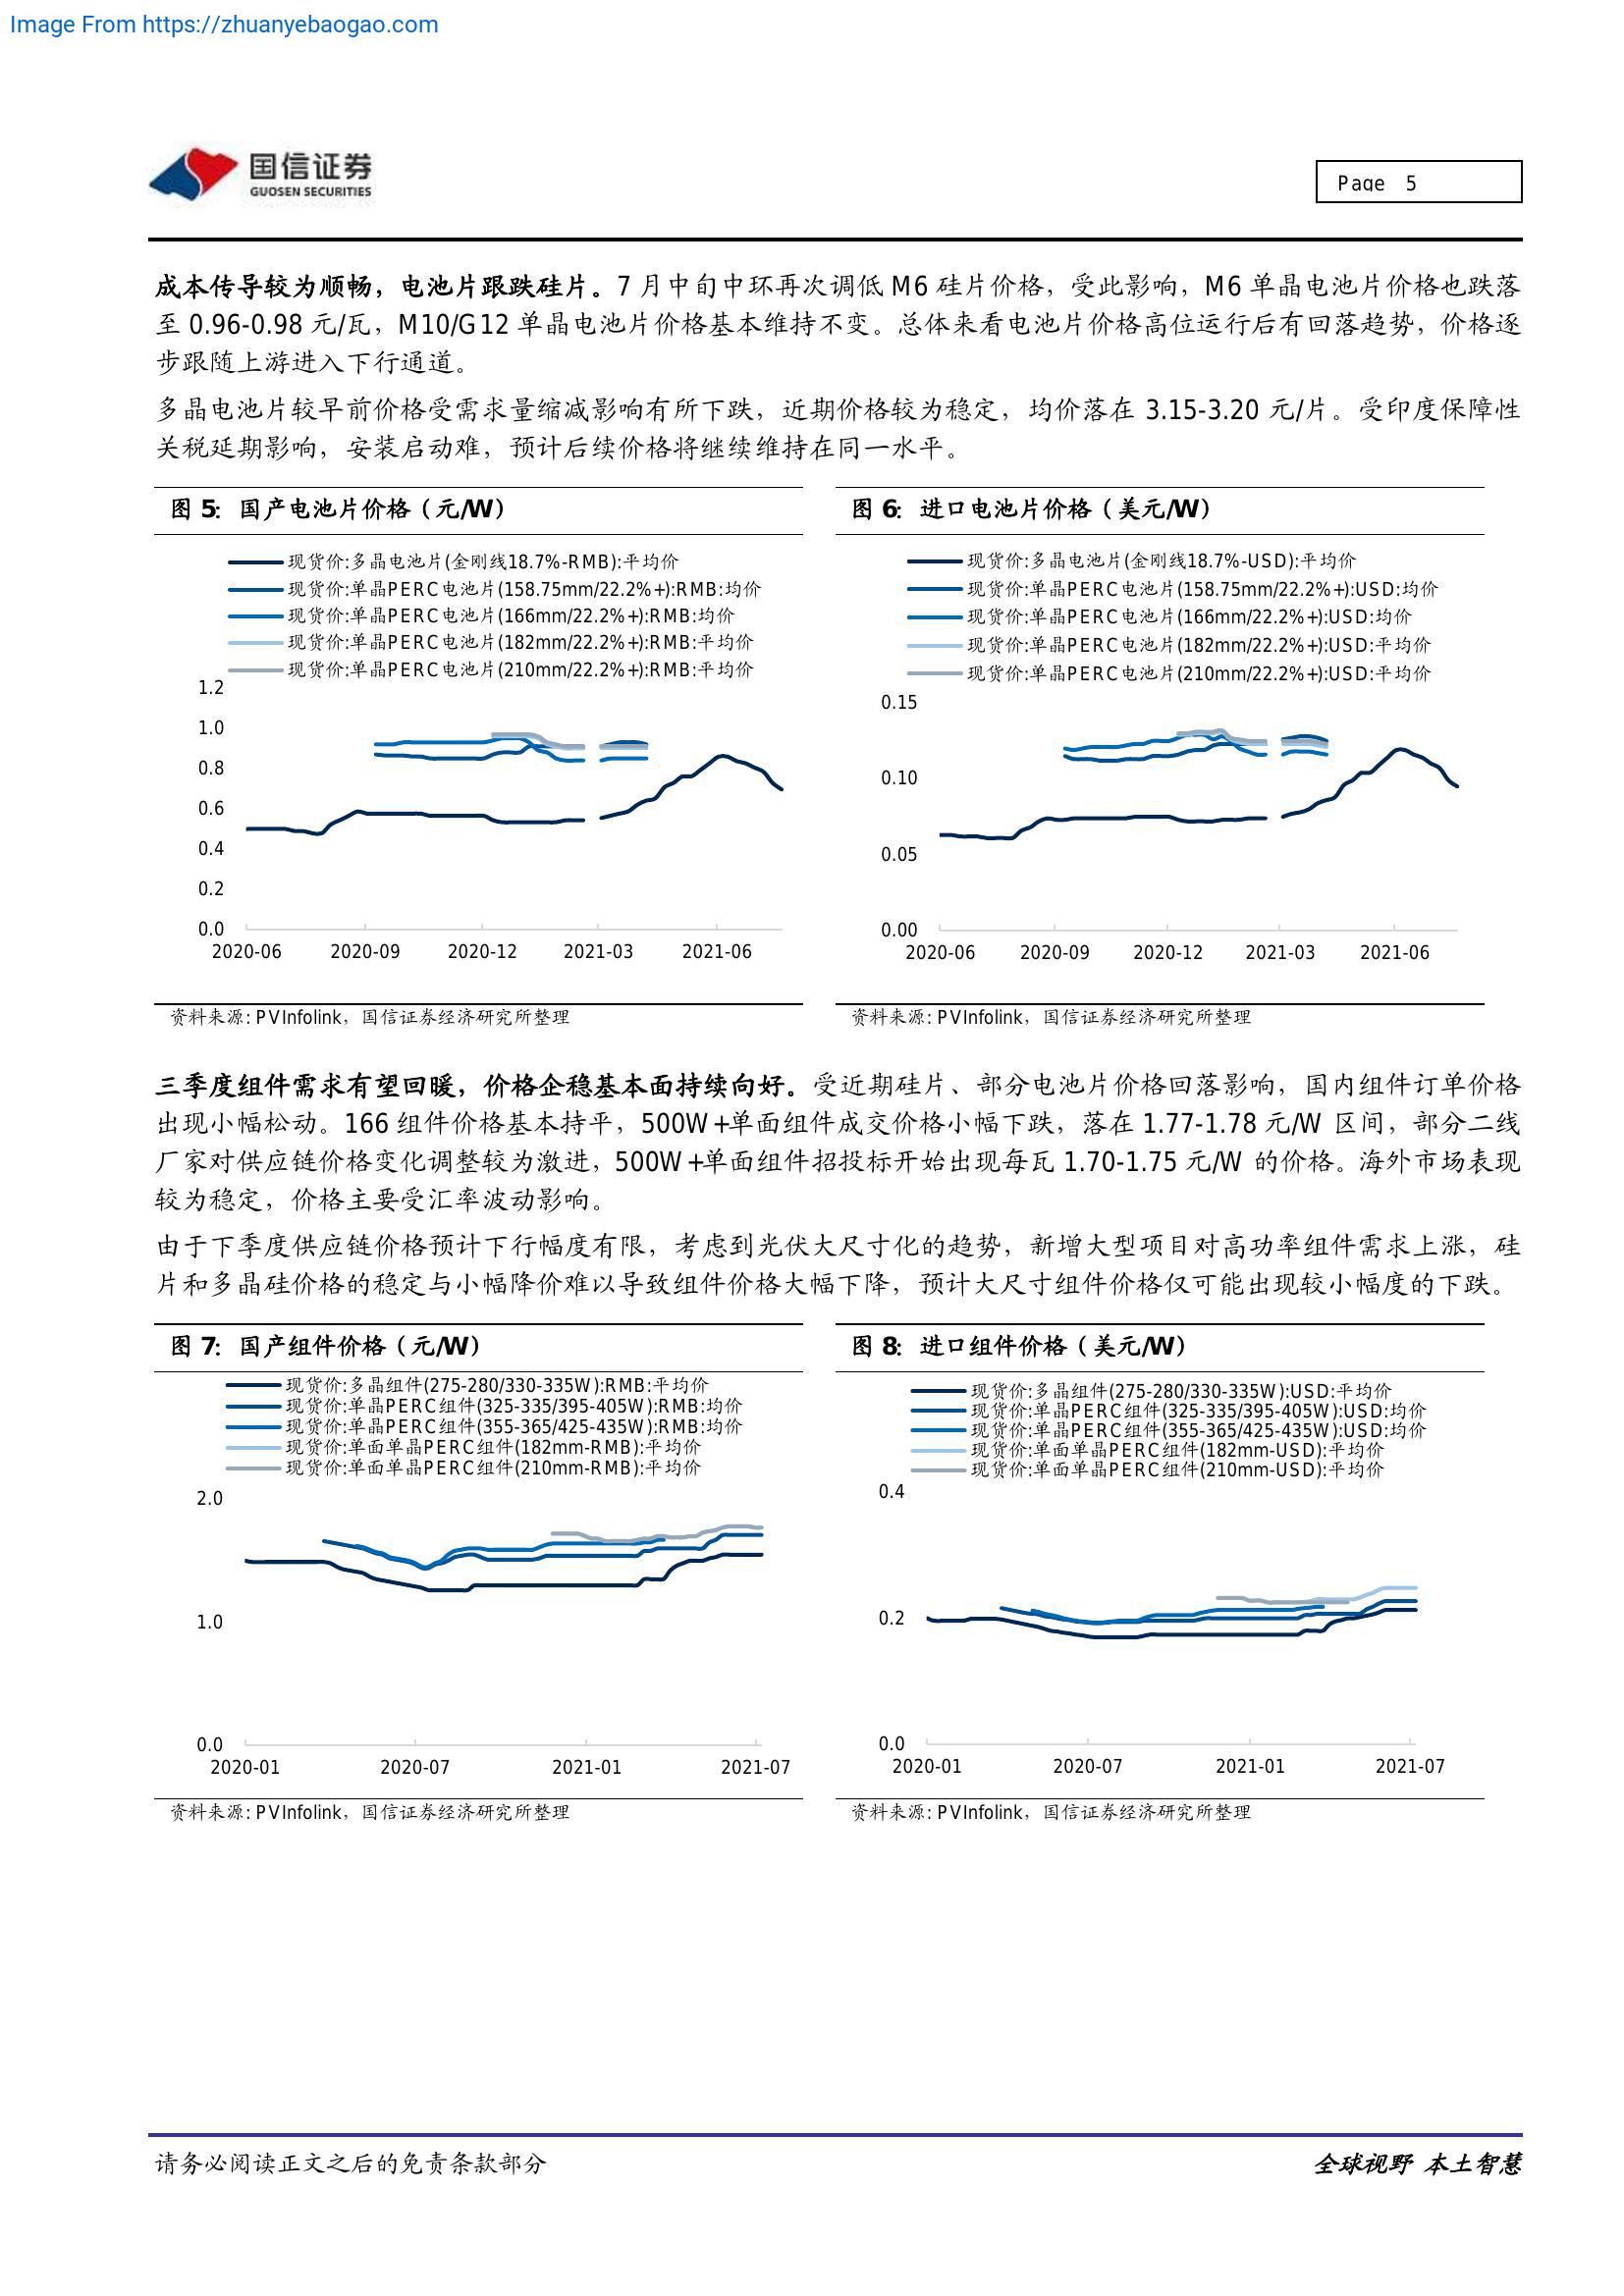 Image From https://zhuanyebaogao.com
国信证券
GUOSEN SECURITIES
Page 5
成本传导较为顺畅，电池片跟跌硅片。7 月中旬中环再次调低 M6 硅片价格，受此影响，M6 单晶电池片价格也跌落
至 0.96-0.98 元/瓦，M10/G12 单晶电池片价格基本维持不变。总体来看电池片价格高位运行后有回落趋势，价格逐
步跟随上游进入下行通道。
多晶电池片较早前价格受需求量缩减影响有所下跌，近期价格较为稳定，均价落在 3.15-3.20 元/片。受印度保障性
关税延期影响，安装启动难，预计后续价格将继续维持在同一水平。
图 5：国产电池片价格（元/W）
现货价:多晶电池片(金刚线18.7%-RMB):平均价
现货价:单晶PERC电池片(158.75mm/22.2%+):RMB:均价
现货价:单晶PERC电池片(166mm/22.2%+):RMB:均价
现货价:单晶PERC电池片(182mm/22.2%+):RMB:平均价
现货价:单晶PERC电池片(210mm/22.2%+):RMB:平均价
1.2
1.0
0.8
0.6
0.4
0.2
0.0
2020-06 2020-09 2020-12 2021-03 2021-06
资料来源: PVInfolink，国信证券经济研究所整理
图 6：进口电池片价格（美元/W）
现货价:多晶电池片(金刚线18.7%-USD):平均价
现货价:单晶PERC电池片(158.75mm/22.2%+):USD:均价
现货价:单晶PERC电池片(166mm/22.2%+):USD:均价
现货价:单晶PERC电池片(182mm/22.2%+):USD:平均价
现货价:单晶PERC电池片(210mm/22.2%+):USD:平均价
0.15
0.10
0.05
0.00
2020-06 2020-09 2020-12 2021-03 2021-06
资料来源: PVInfolink，国信证券经济研究所整理
三季度组件需求有望回暖，价格企稳基本面持续向好。受近期硅片、部分电池片价格回落影响，国内组件订单价格
出现小幅松动。166 组件价格基本持平，500W+单面组件成交价格小幅下跌，落在 1.77-1.78 元/W 区间，部分二线
厂家对供应链价格变化调整较为激进，500W+单面组件招投标开始出现每瓦 1.70-1.75 元/W 的价格。海外市场表现
较为稳定，价格主要受汇率波动影响。
由于下季度供应链价格预计下行幅度有限，考虑到光伏大尺寸化的趋势，新增大型项目对高功率组件需求上涨，硅
片和多晶硅价格的稳定与小幅降价难以导致组件价格大幅下降，预计大尺寸组件价格仅可能出现较小幅度的下跌。
图 7：国产组件价格（元/W）
现货价:多晶组件(275-280/330-335W):RMB:平均价
现货价:单晶PERC组件(325-335/395-405W):RMB:均价
现货价:单晶PERC组件(355-365/425-435W):RMB:均价
现货价:单面单晶PERC组件(182mm-RMB):平均价
现货价:单面单晶PERC组件(210mm-RMB):平均价
2.0
1.0
0.0
2020-01 2020-07 2021-01 2021-07
资料来源: PVInfolink，国信证券经济研究所整理
图 8：进口组件价格（美元/W）
现货价:多晶组件(275-280/330-335W):USD:平均价
现货价:单晶PERC组件(325-335/395-405W):USD:均价
现货价:单晶PERC组件(355-365/425-435W):USD:均价
现货价:单面单晶PERC组件(182mm-USD):平均价
现货价:单面单晶PERC组件(210mm-USD):平均价
0.4
0.2
0.0
2020-01 2020-07 2021-01 2021-07
资料来源: PVInfolink，国信证券经济研究所整理
请务必阅读正文之后的免责条款部分
全球视野 本土智慧